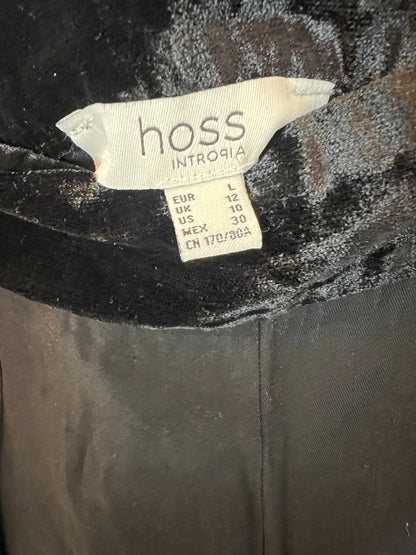 hoss
INTROPIA
EUR L
UK 12
US 10
MEX 30
CN 170/80A